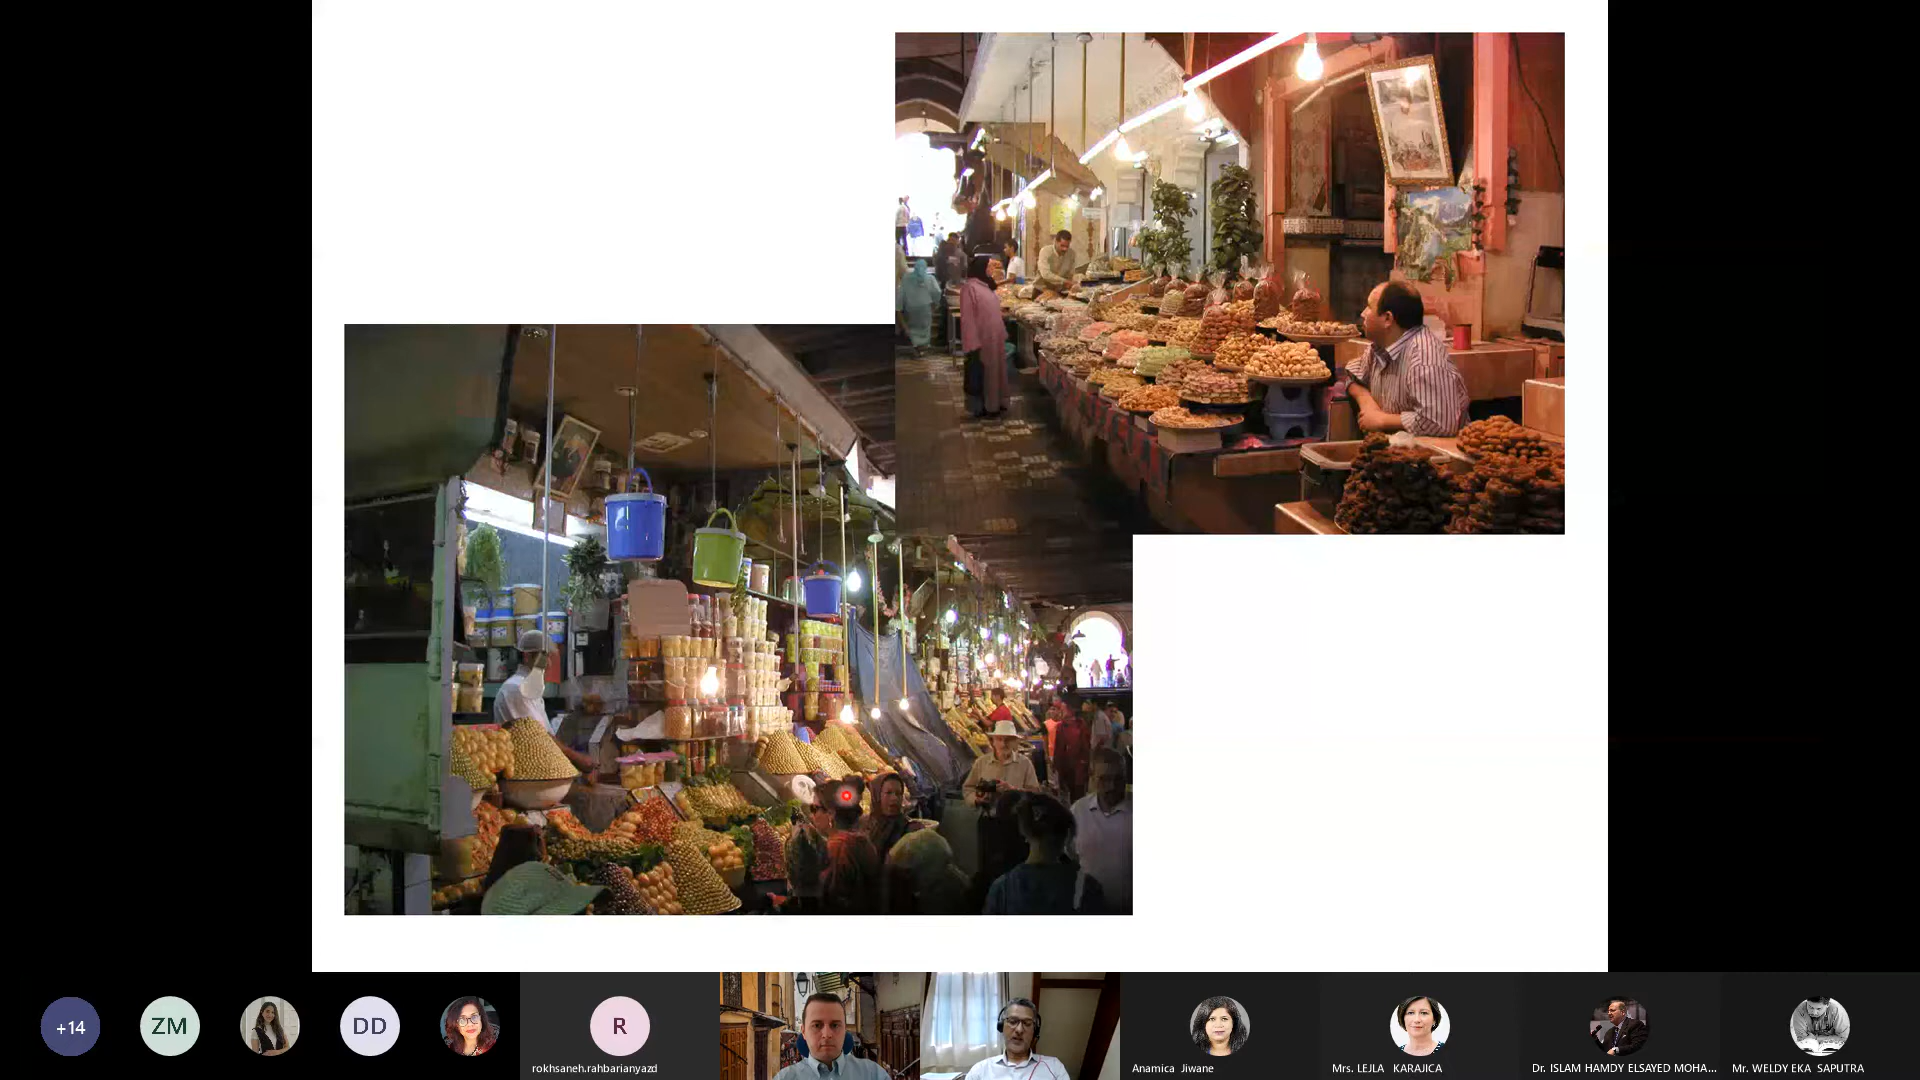 +14
ZM
DD
R
rokhsaneh.rahbarianyazd
Anamica Jiwane
Mrs. LEJLA KARAJICA
Dr. ISLAM HAMDY ELSAYED MOHA...
Mr. WELDY EKA SAPUTRA